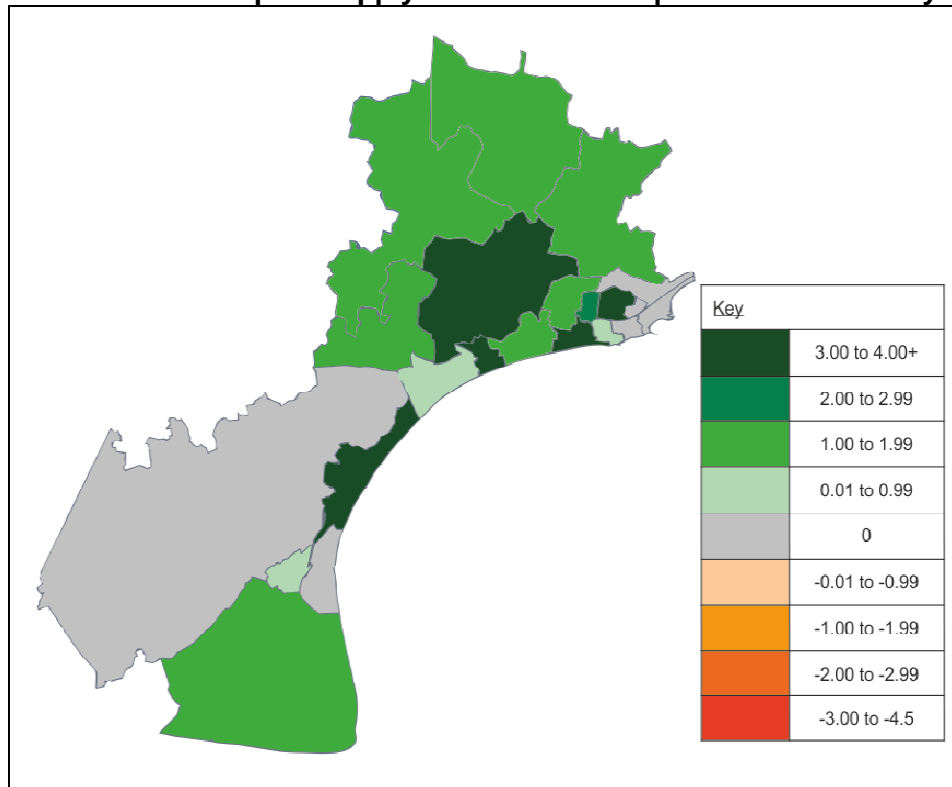 Key
3.00 to 4.00+
2.00 to 2.99
1.00 to 1.99
0.01 to 0.99
0
-0.01 to -0.99
-1.00 to -1.99
-2.00 to -2.99
-3.00 to -4.5